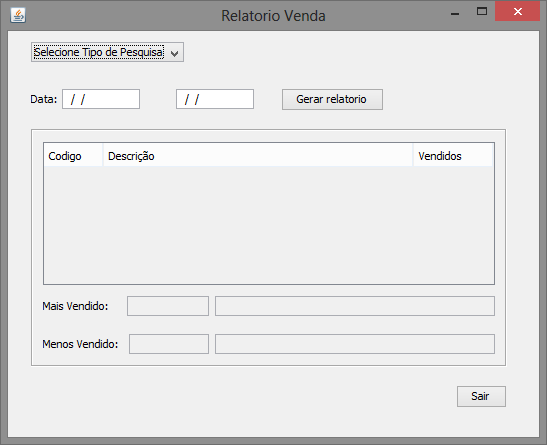 Relatorio Venda
Selecione Tipo de Pesquisa
Data: / / / / Gerar relatorio
Codigo Descrição Vendidos
Mais Vendido:
Menos Vendido:
Sair